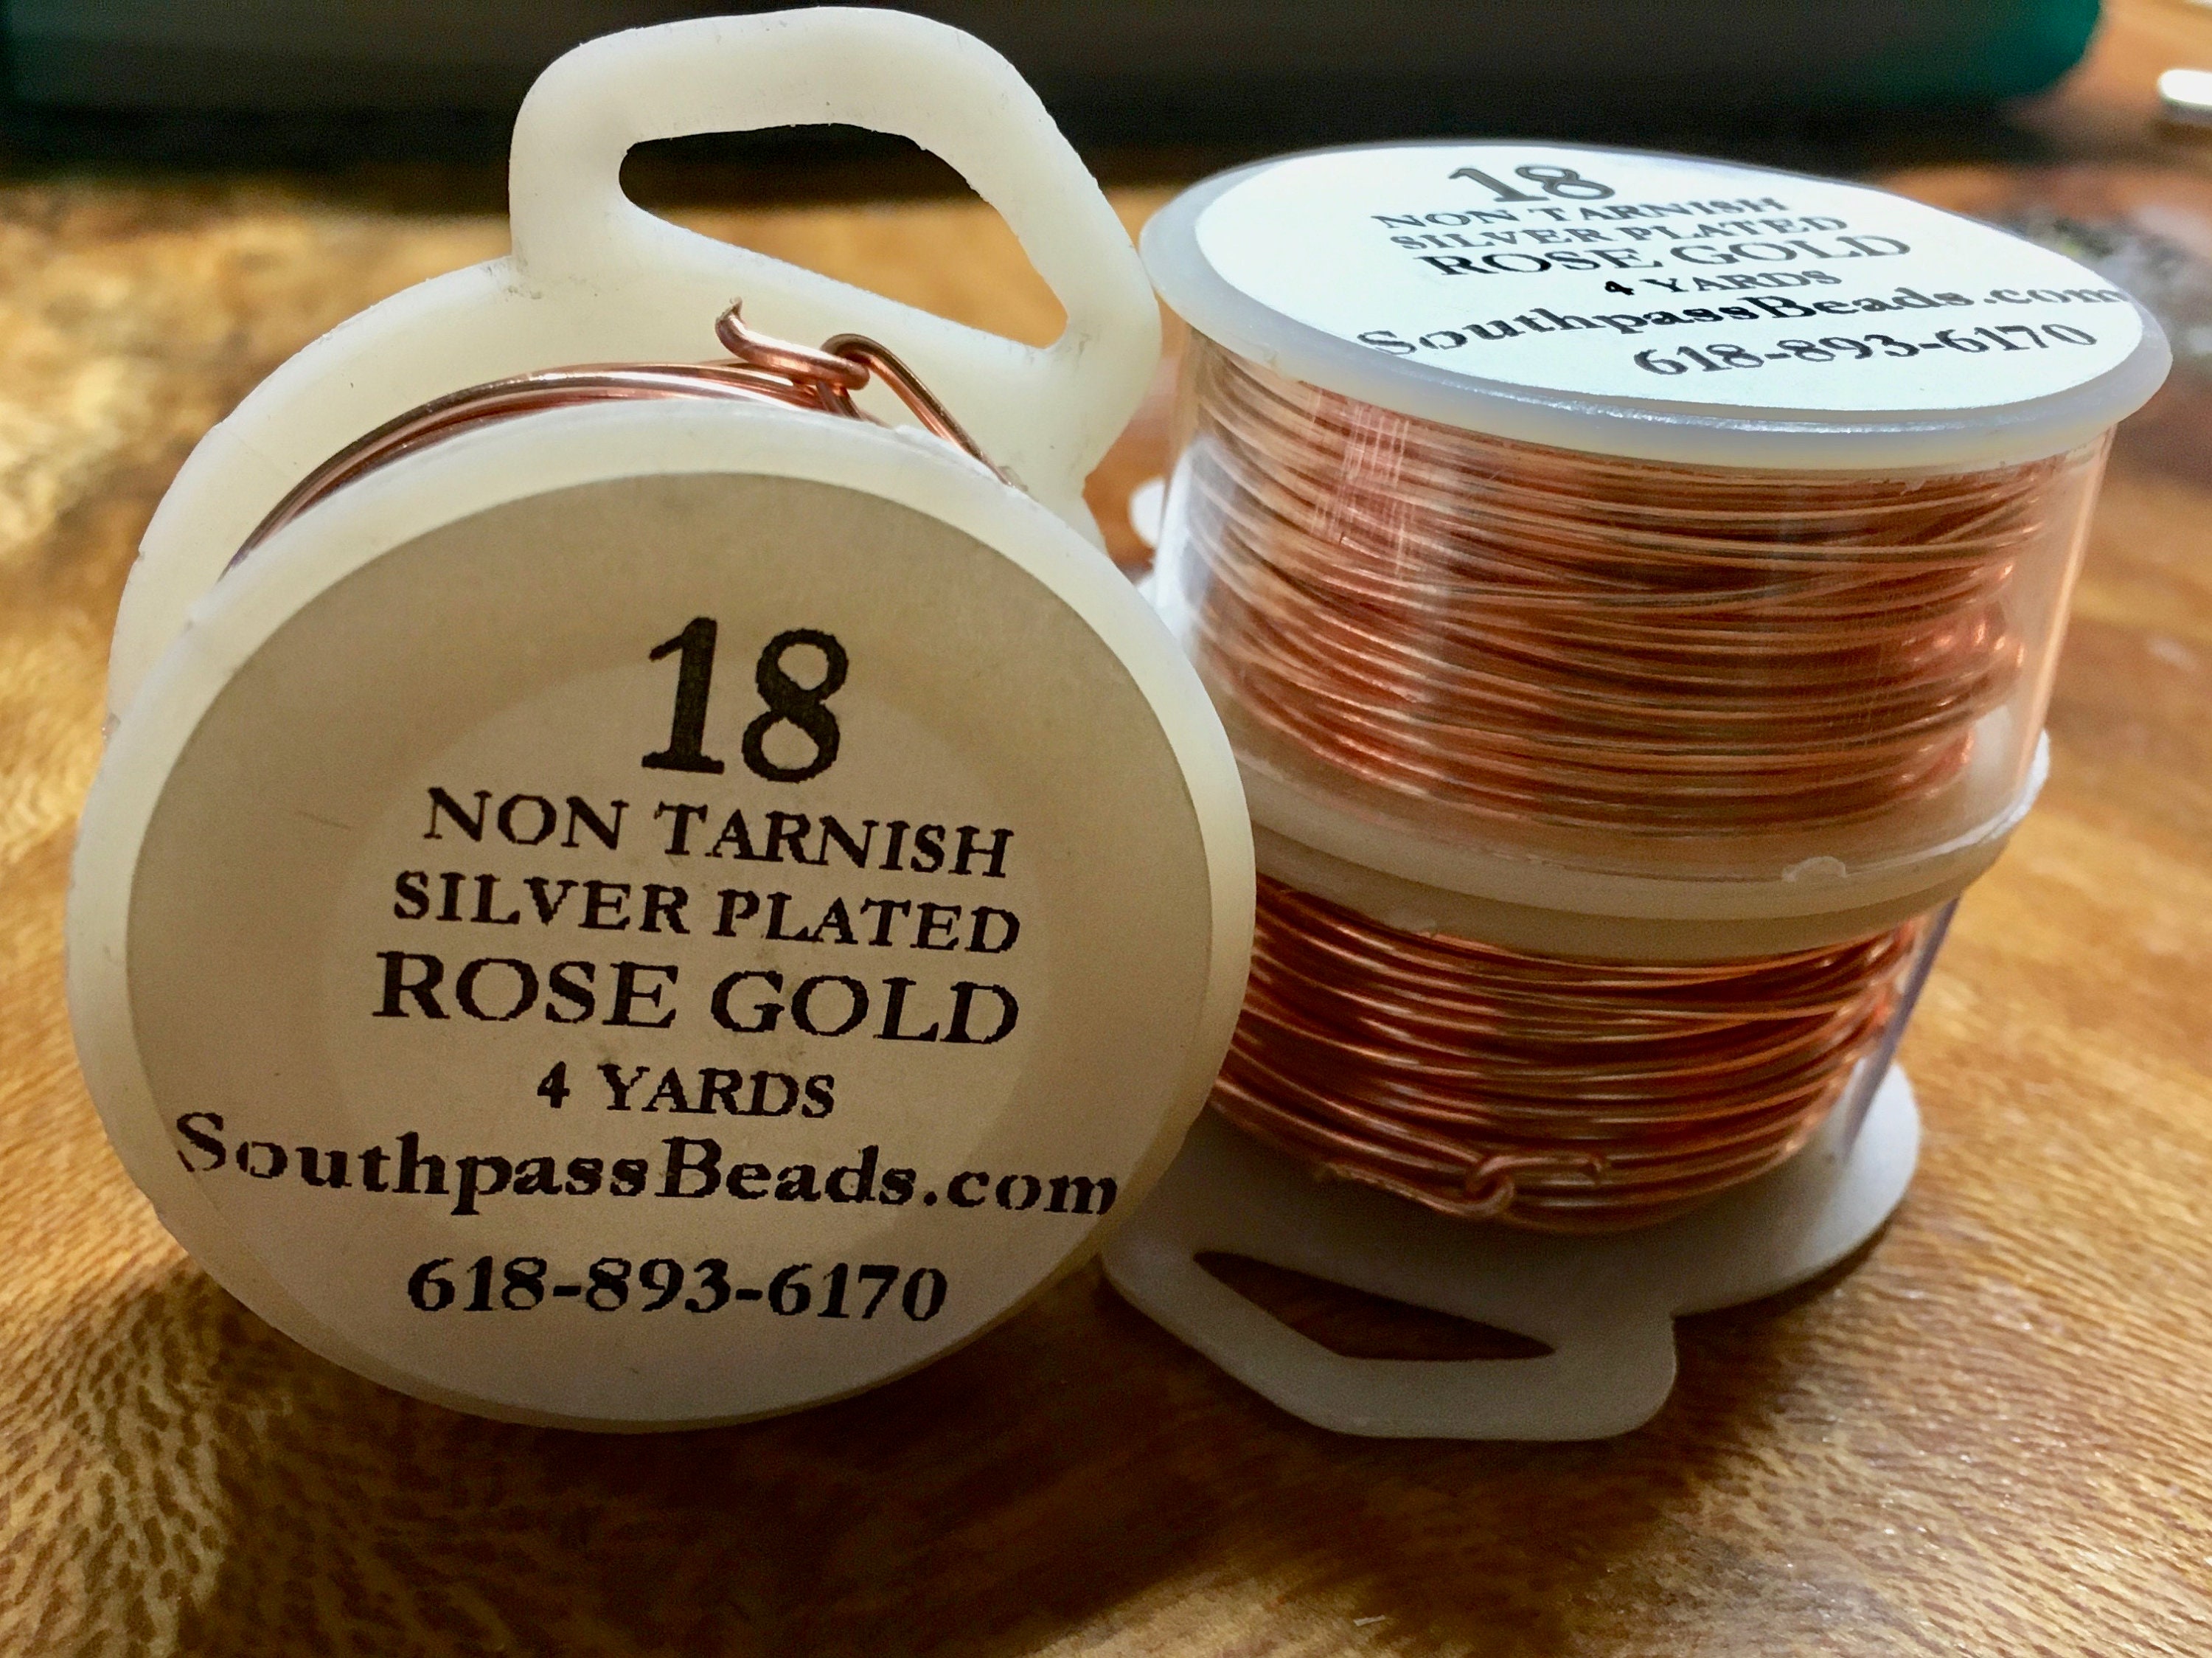 18
NON TARNISH
SILVER PLATED
ROSE GOLD
4 YARDS
SouthpassBeads.com
618-893-6170
18
NON TARNISH
SILVER PLATED
ROSE GOLD
4 YARDS
SouthpassBeads.com
618-893-6170